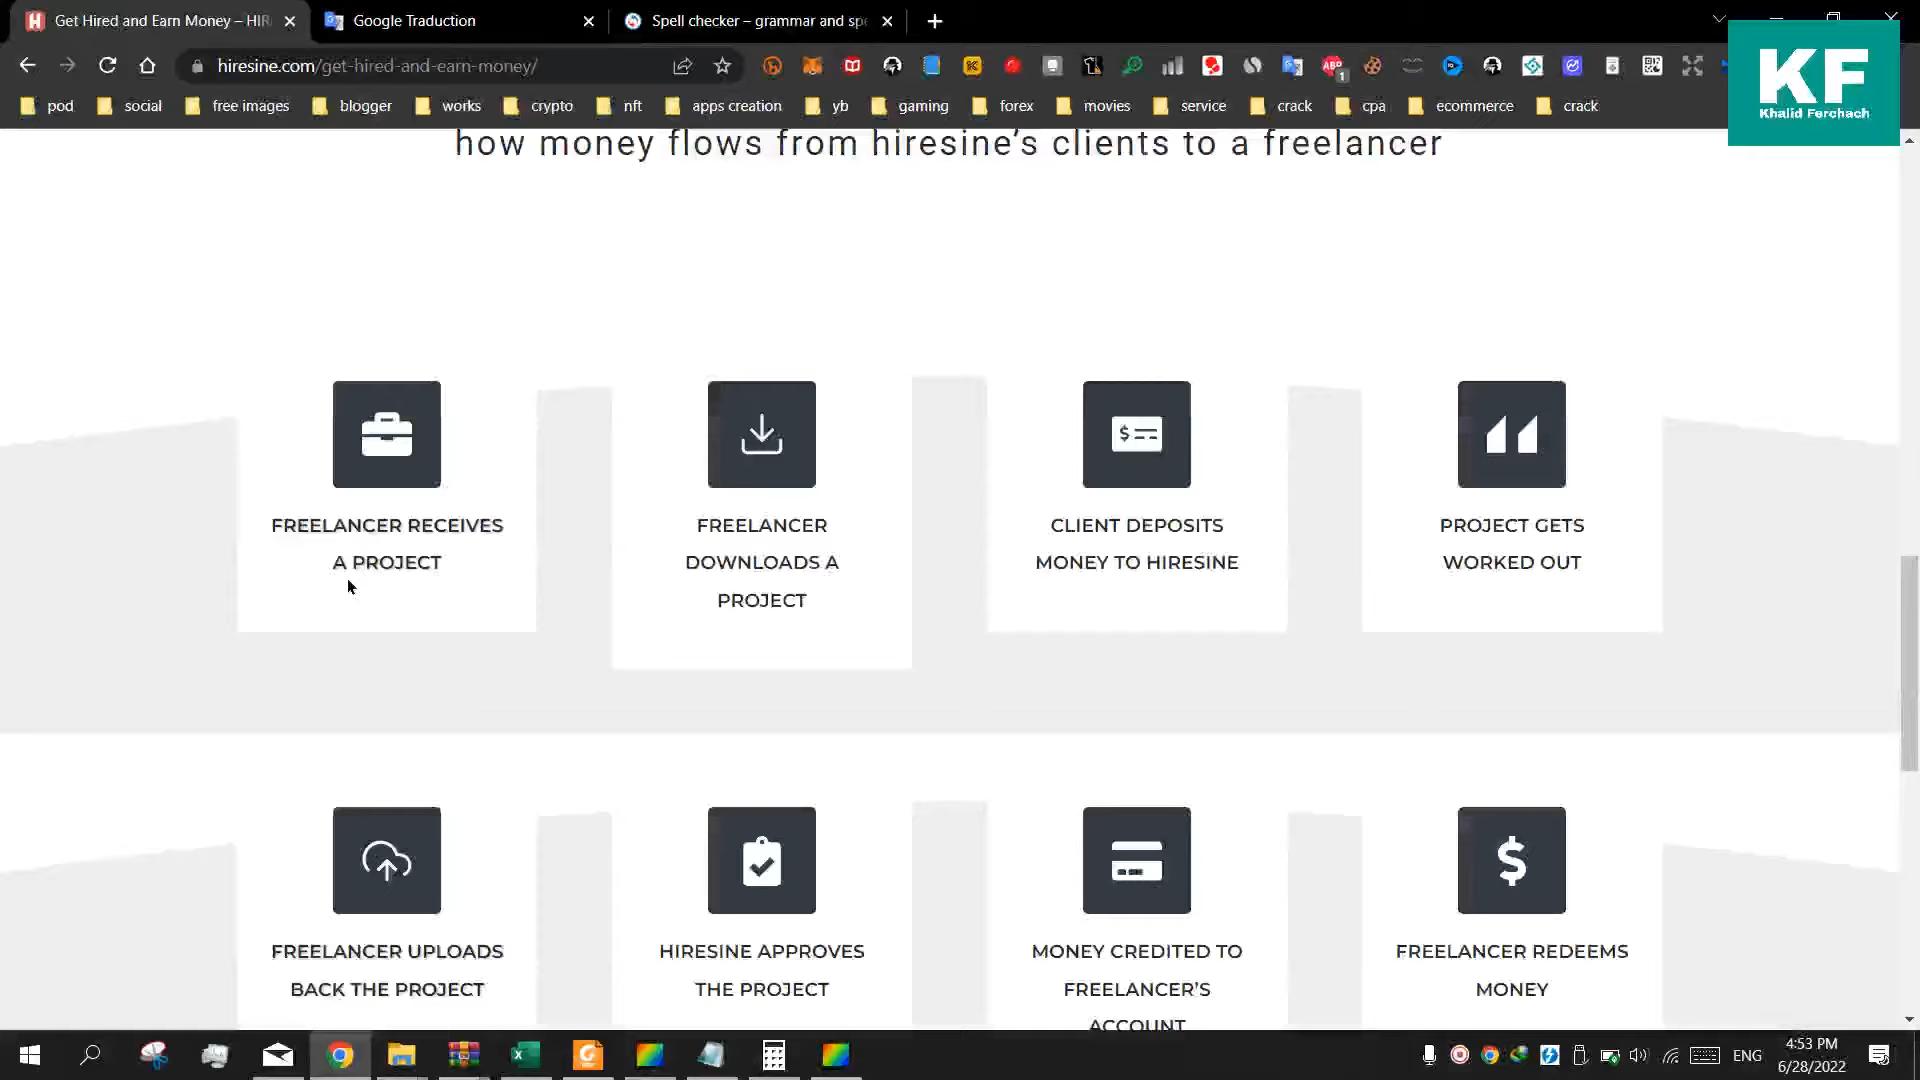 Get Hired and Earn Money – HIR
Google Traduction
Spell checker – grammar and spe
hiresine.com/get-hired-and-earn-money/
pod
social
free images
blogger
works
crypto
nft
apps creation
yb
gaming
forex
movies
service
crack
cpa
ecommerce
crack
KF
Khalid Ferchach
how money flows from hiresine’s clients to a freelancer
FREELANCER RECEIVES
A PROJECT
FREELANCER
DOWNLOADS A
PROJECT
CLIENT DEPOSITS
MONEY TO HIRESINE
PROJECT GETS
WORKED OUT
FREELANCER UPLOADS
BACK THE PROJECT
HIRESINE APPROVES
THE PROJECT
MONEY CREDITED TO
FREELANCER’S
ACCOUNT
FREELANCER REDEEMS
MONEY
ENG
4:53 PM
6/28/2022